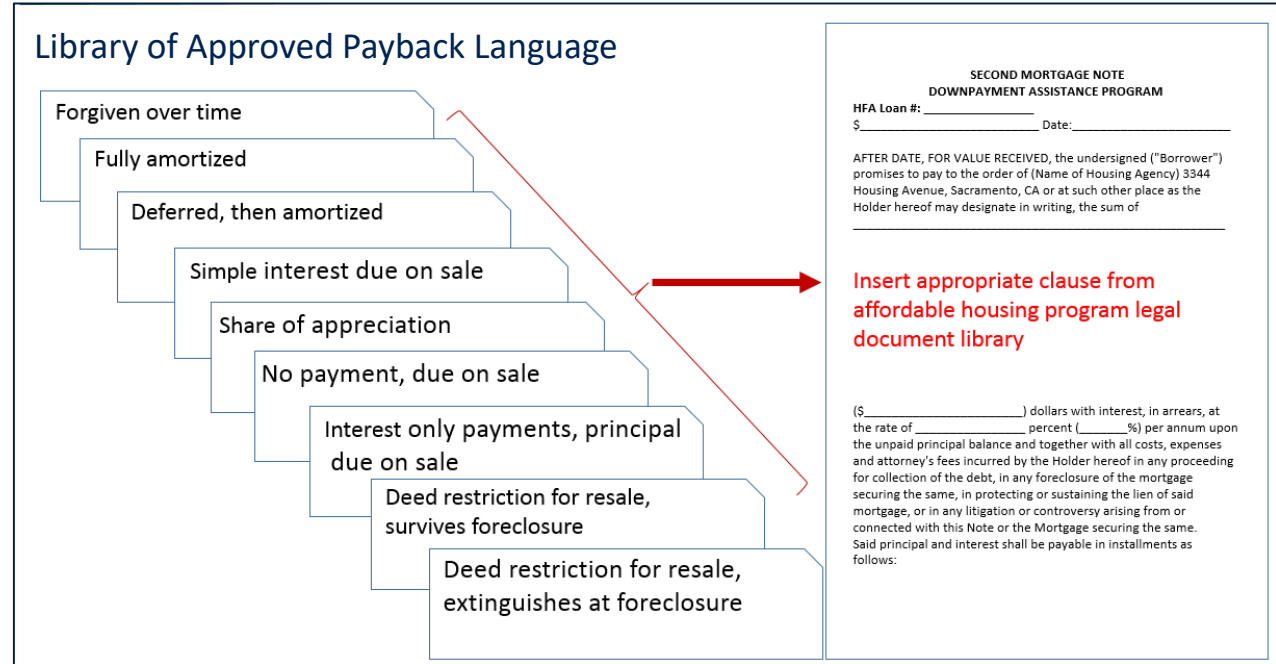 Library of Approved Payback Language
Forgiven over time
Fully amortized
Deferred, then amortized
Simple interest due on sale
Share of appreciation
No payment, due on sale
Interest only payments, principal
due on sale
Deed restriction for resale,
survives foreclosure
Deed restriction for resale,
extinguishes at foreclosure
SECOND MORTGAGE NOTE
DOWNPAYMENT ASSISTANCE PROGRAM
HFA Loan #: ________________
$__________________________ Date:_______________________
AFTER DATE, FOR VALUE RECEIVED, the undersigned ("Borrower")
promises to pay to the order of (Name of Housing Agency) 3344
Housing Avenue, Sacramento, CA or at such other place as the
Holder hereof may designate in writing, the sum of
______________________________________________________
Insert appropriate clause from
affordable housing program legal
document library
($_______________________) dollars with interest, in arrears, at
the rate of ________________ percent (_______%) per annum upon
the unpaid principal balance and together with all costs, expenses
and attorney's fees incurred by the Holder hereof in any proceeding
for collection of the debt, in any foreclosure of the mortgage
securing the same, in protecting or sustaining the lien of said
mortgage, or in any litigation or controversy arising from or
connected with this Note or the Mortgage securing the same.
Said principal and interest shall be payable in installments as
follows: